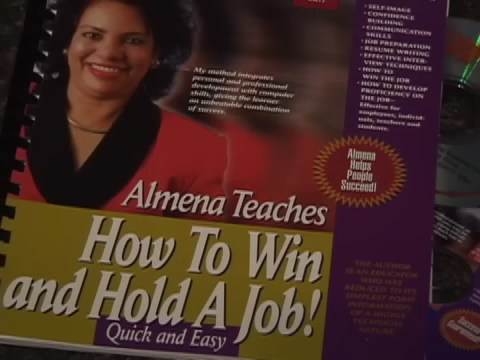 • SELF-IMAGE
• CONFIDENCE
BUILDING
• COMMUNICATION
SKILLS
• JOB PREPARATION
• RESUME WRITING
• EFFECTIVE INTER-
VIEW TECHNIQUES
• HOW TO
WIN THE JOB
• HOW TO DEVELOP
PROFICIENCY ON
THE JOB—
Effective for
employees, individ-
uals, teachers and
students.
My method integrates
personal and professional
development with computer
skills, giving the learner
an unbeatable combination
of success.
Almena
Helps
People
Succeed!
Almena Teaches
How To Win
and Hold A Job!
Quick and Easy
THE AUTHOR
IS AN EDUCATOR
WHO HAS
REDUCED TO ITS
SIMPLEST FORM
INFORMATION
OF A HIGHLY
TECHNICAL
NATURE